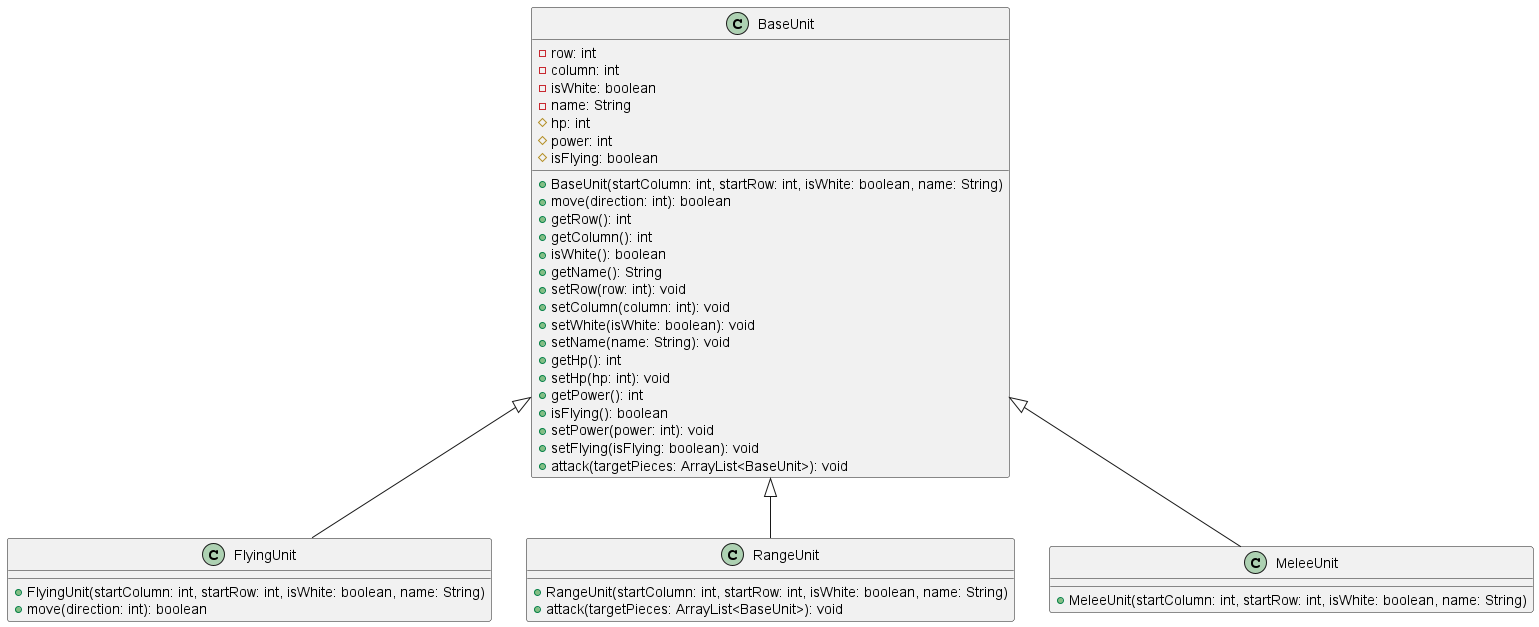 C BaseUnit
row: int
column: int
isWhite: boolean
name: String
hp: int
power: int
isFlying: boolean
BaseUnit(startColumn: int, startRow: int, isWhite: boolean, name: String)
move(direction: int): boolean
getRow(): int
getColumn(): int
isWhite(): boolean
getName(): String
setRow(row: int): void
setColumn(column: int): void
setWhite(isWhite: boolean): void
setName(name: String): void
getHp(): int
setHp(hp: int): void
getPower(): int
isFlying(): boolean
setPower(power: int): void
setFlying(isFlying: boolean): void
attack(targetPieces: ArrayList<BaseUnit>): void
C FlyingUnit
FlyingUnit(startColumn: int, startRow: int, isWhite: boolean, name: String)
move(direction: int): boolean
C RangeUnit
RangeUnit(startColumn: int, startRow: int, isWhite: boolean, name: String)
attack(targetPieces: ArrayList<BaseUnit>): void
C MeleeUnit
MeleeUnit(startColumn: int, startRow: int, isWhite: boolean, name: String)